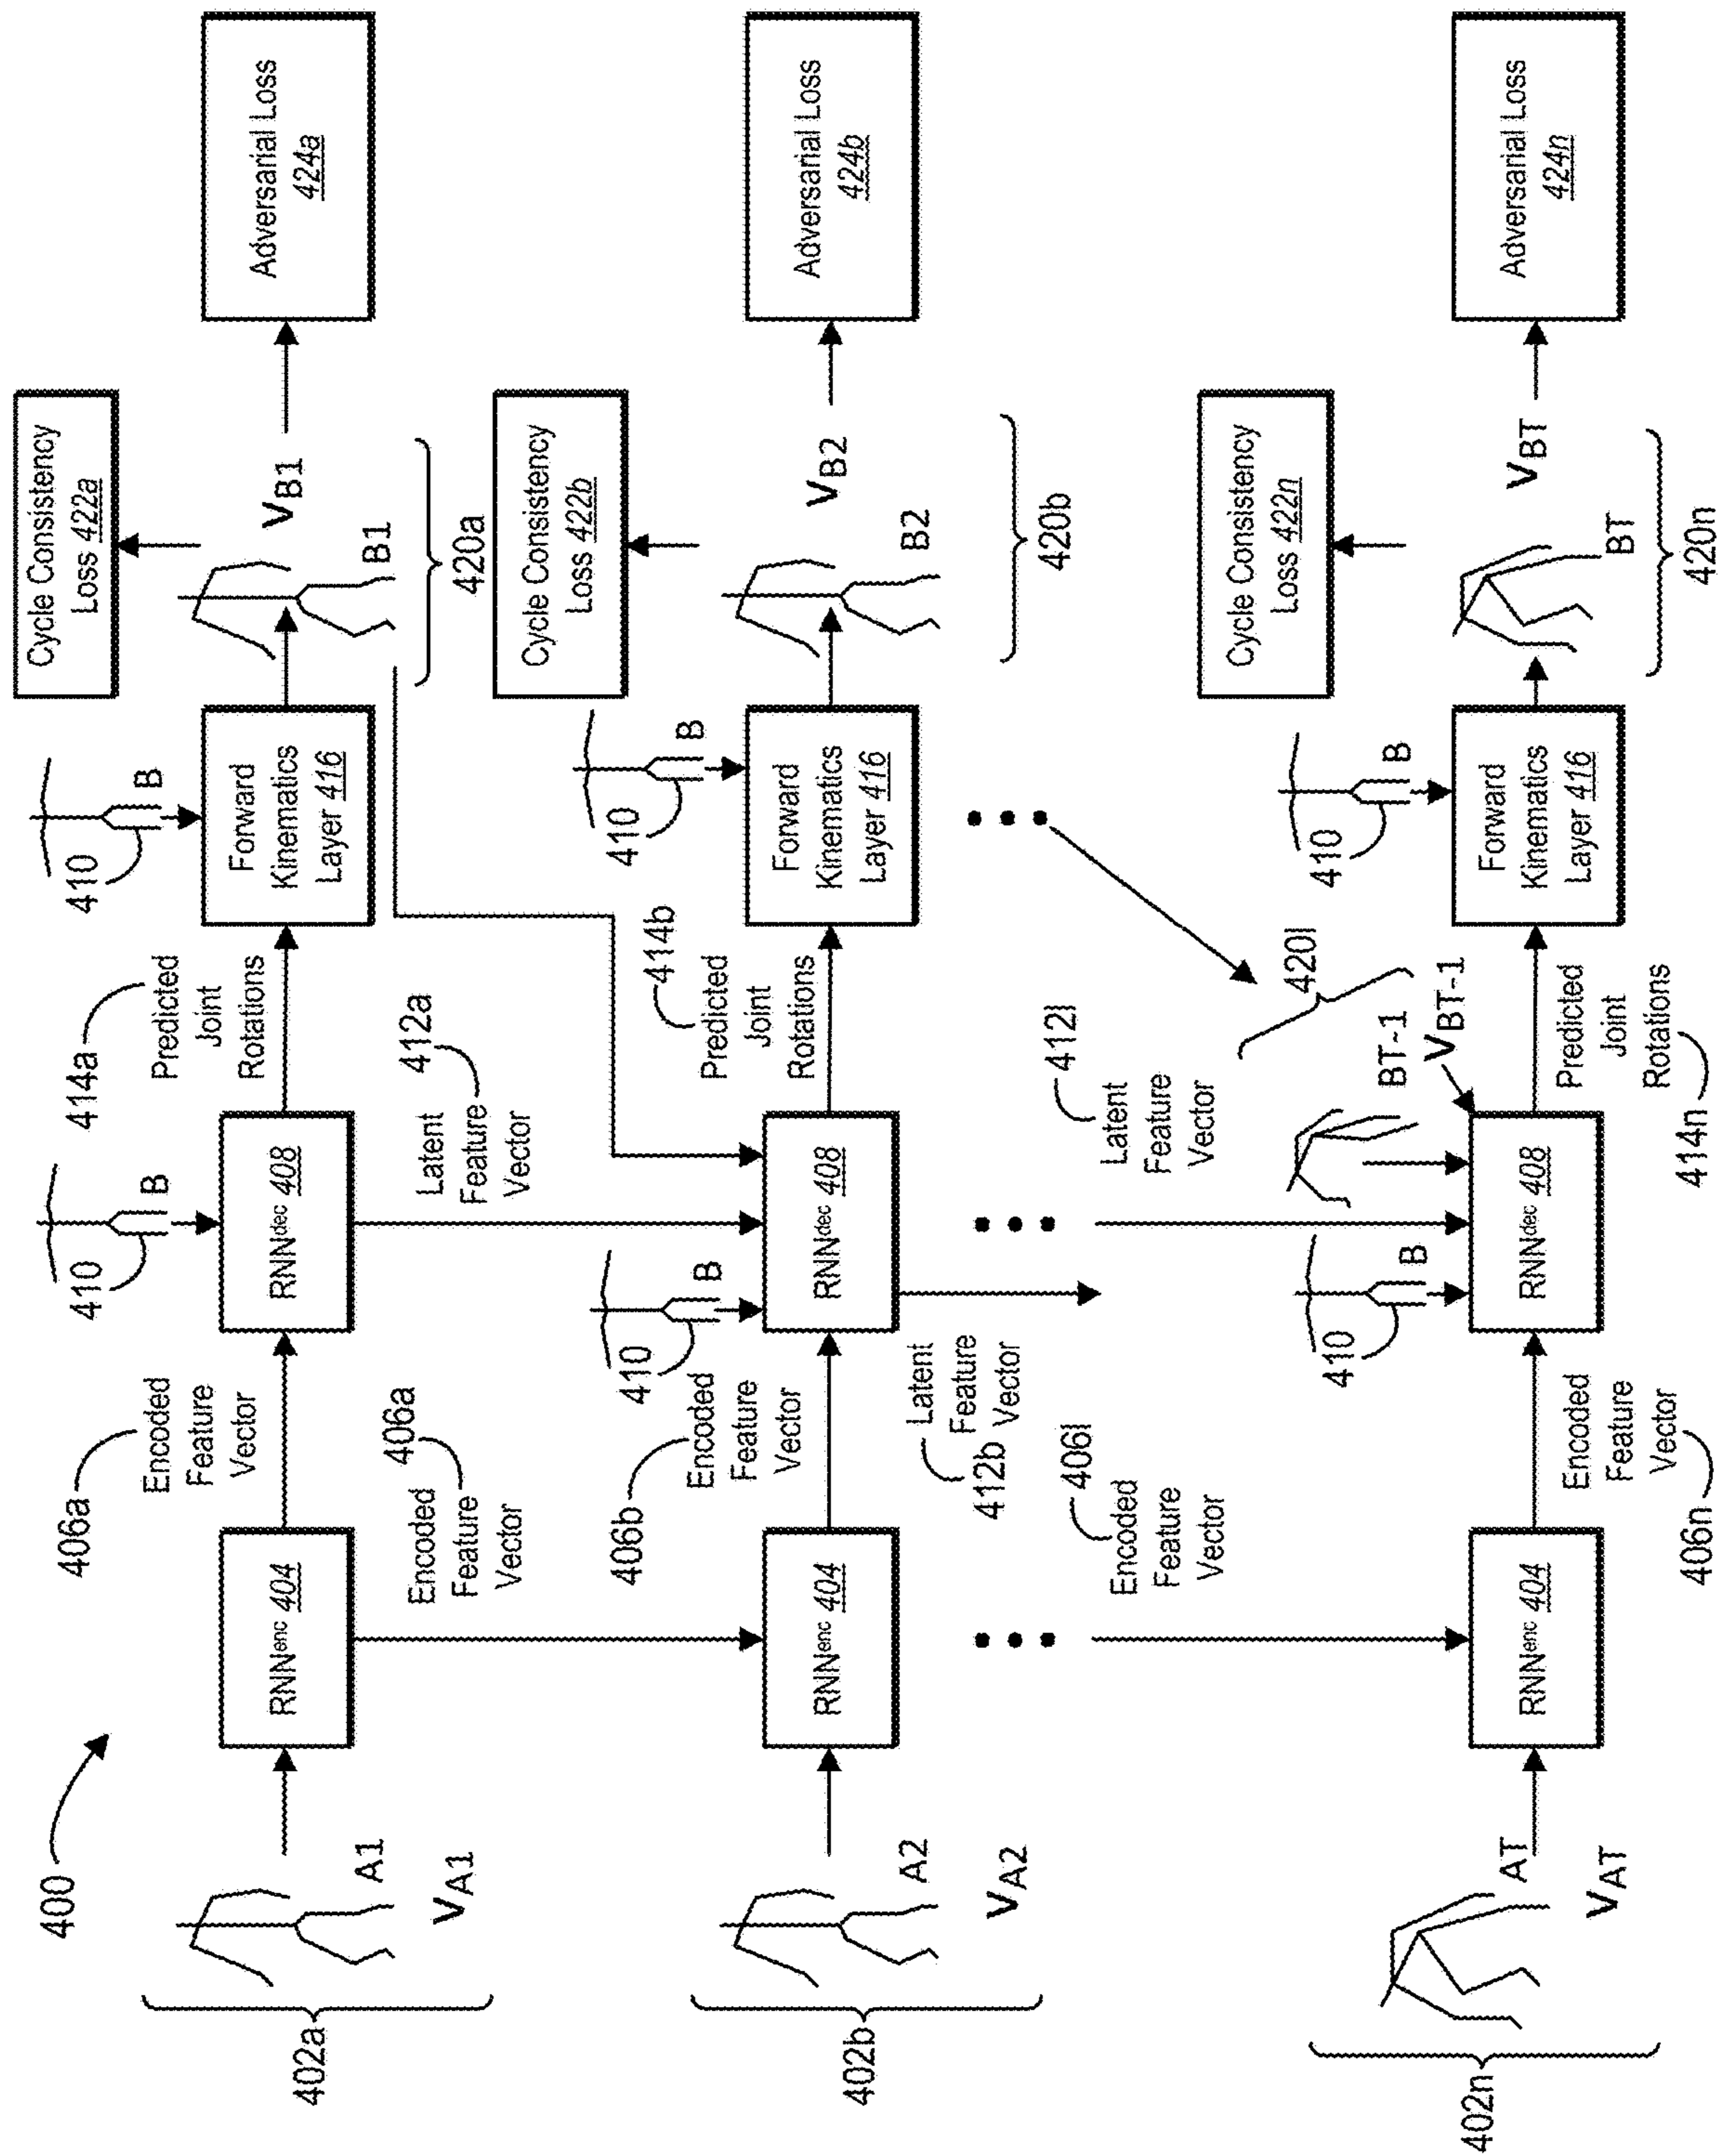 400
402a
A1
VA1
RNNenc 404
406a
Encoded
Feature
Vector
406a
Encoded
Feature
Vector
410
B
RNNdec 408
412a
Latent
Feature
Vector
414a
Predicted
Joint
Rotations
410
B
Forward
Kinematics
Layer 416
B1
VB1
420a
Cycle Consistency
Loss 422a
Adversarial Loss
424a
402b
A2
VA2
RNNenc 404
406b
Encoded
Feature
Vector
406l
Encoded
Feature
Vector
410
B
RNNdec 408
Latent
Feature
Vector
412b
412l
Latent
Feature
Vector
414b
Predicted
Joint
Rotations
410
B
Forward
Kinematics
Layer 416
B2
VB2
420b
Cycle Consistency
Loss 422b
Adversarial Loss
424b
402n
AT
VAT
RNNenc 404
Encoded
Feature
Vector
406n
410
B
RNNdec 408
BT-1
VBT-1
420l
Predicted
Joint
Rotations
414n
410
B
Forward
Kinematics
Layer 416
BT
VBT
420n
Cycle Consistency
Loss 422n
Adversarial Loss
424n